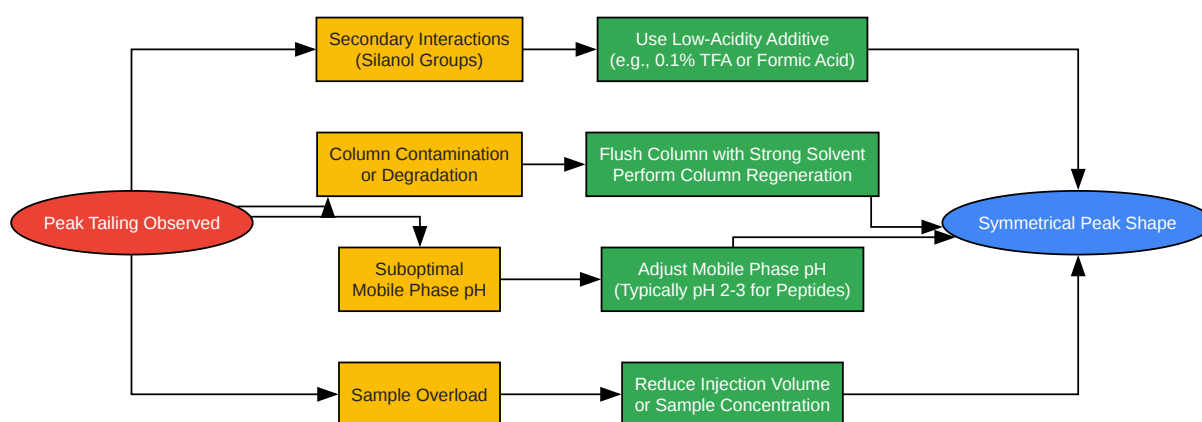 Secondary Interactions
(Silanol Groups)
Use Low-Acidity Additive
(e.g., 0.1% TFA or Formic Acid)
Column Contamination
or Degradation
Flush Column with Strong Solvent
Perform Column Regeneration
Peak Tailing Observed
Symmetrical Peak Shape
Suboptimal
Mobile Phase pH
Adjust Mobile Phase pH
(Typically pH 2-3 for Peptides)
Sample Overload
Reduce Injection Volume
or Sample Concentration